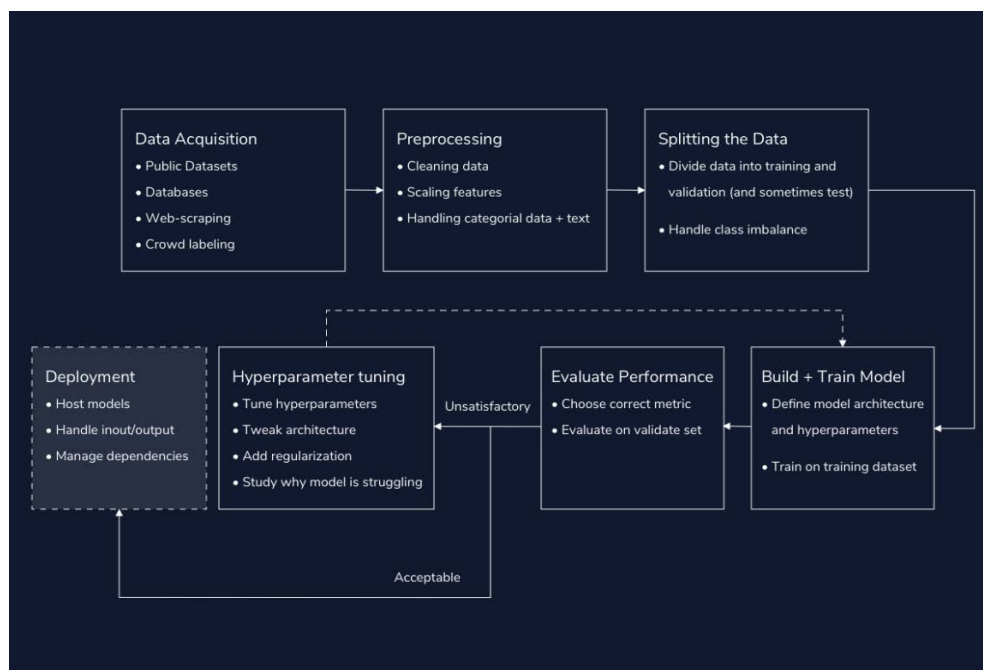 Data Acquisition
• Public Datasets
• Databases
• Web-scraping
• Crowd labeling
Preprocessing
• Cleaning data
• Scaling features
• Handling categorial data + text
Splitting the Data
• Divide data into training and
validation (and sometimes test)
• Handle class imbalance
Deployment
• Host models
• Handle inout/output
• Manage dependencies
Hyperparameter tuning
• Tune hyperparameters
• Tweak architecture
• Add regularization
• Study why model is struggling
Unsatisfactory
Evaluate Performance
• Choose correct metric
• Evaluate on validate set
Build + Train Model
• Define model architecture
and hyperparameters
• Train on training dataset
Acceptable